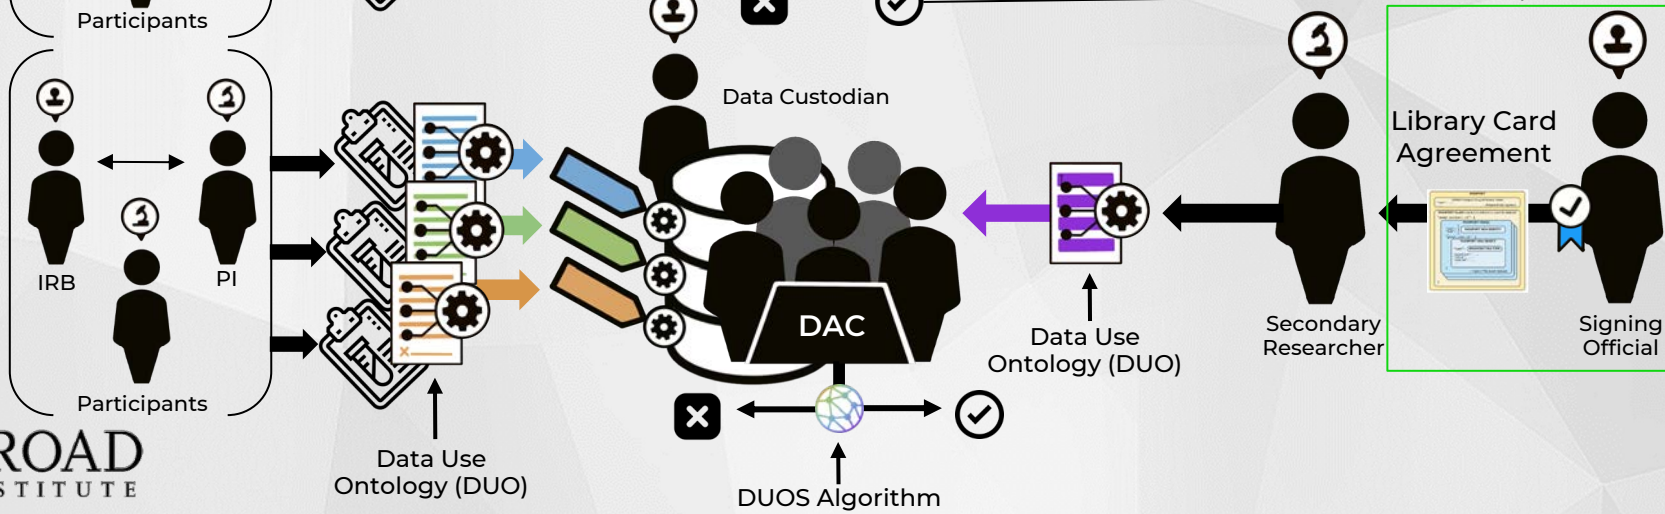 Participants
Data Custodian
Library Card
Agreement
IRB
PI
DAC
Secondary
Researcher
Signing
Official
Data Use
Ontology (DUO)
Participants
Data Use
Ontology (DUO)
DUOS Algorithm
ROAD
STITUTE